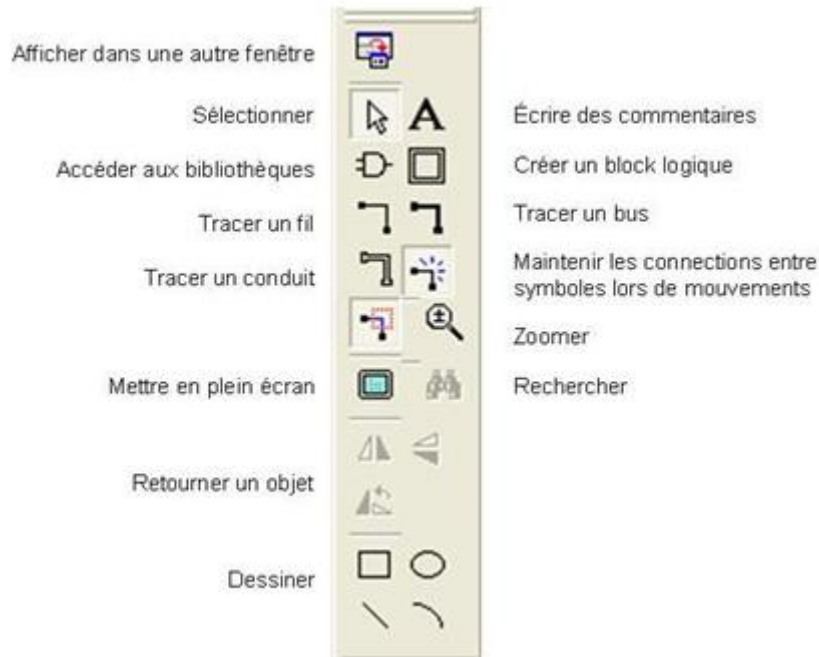 Afficher dans une autre fenêtre
Sélectionner
Écrire des commentaires
Accéder aux bibliothèques
Créer un block logique
Tracer un fil
Tracer un bus
Tracer un conduit
Maintenir les connections entre
symboles lors de mouvements
Zoomer
Mettre en plein écran
Rechercher
Retourner un objet
Dessiner